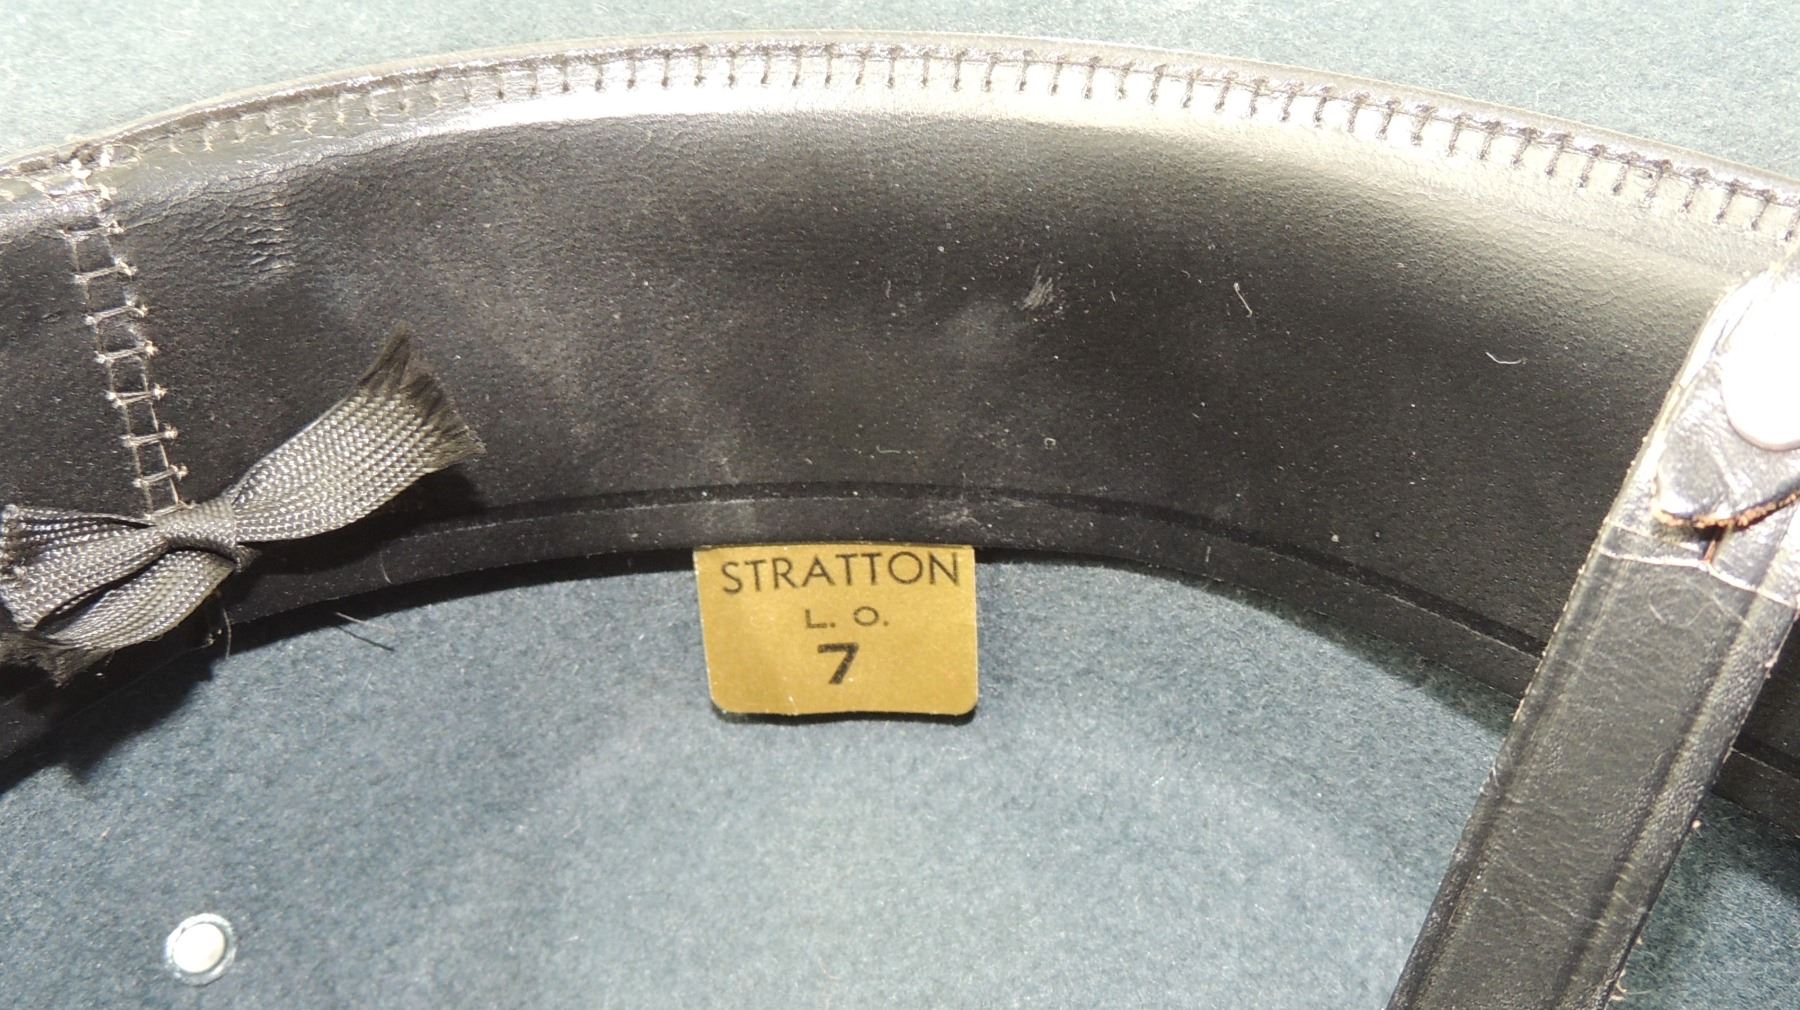 STRATTON
L. O.
7